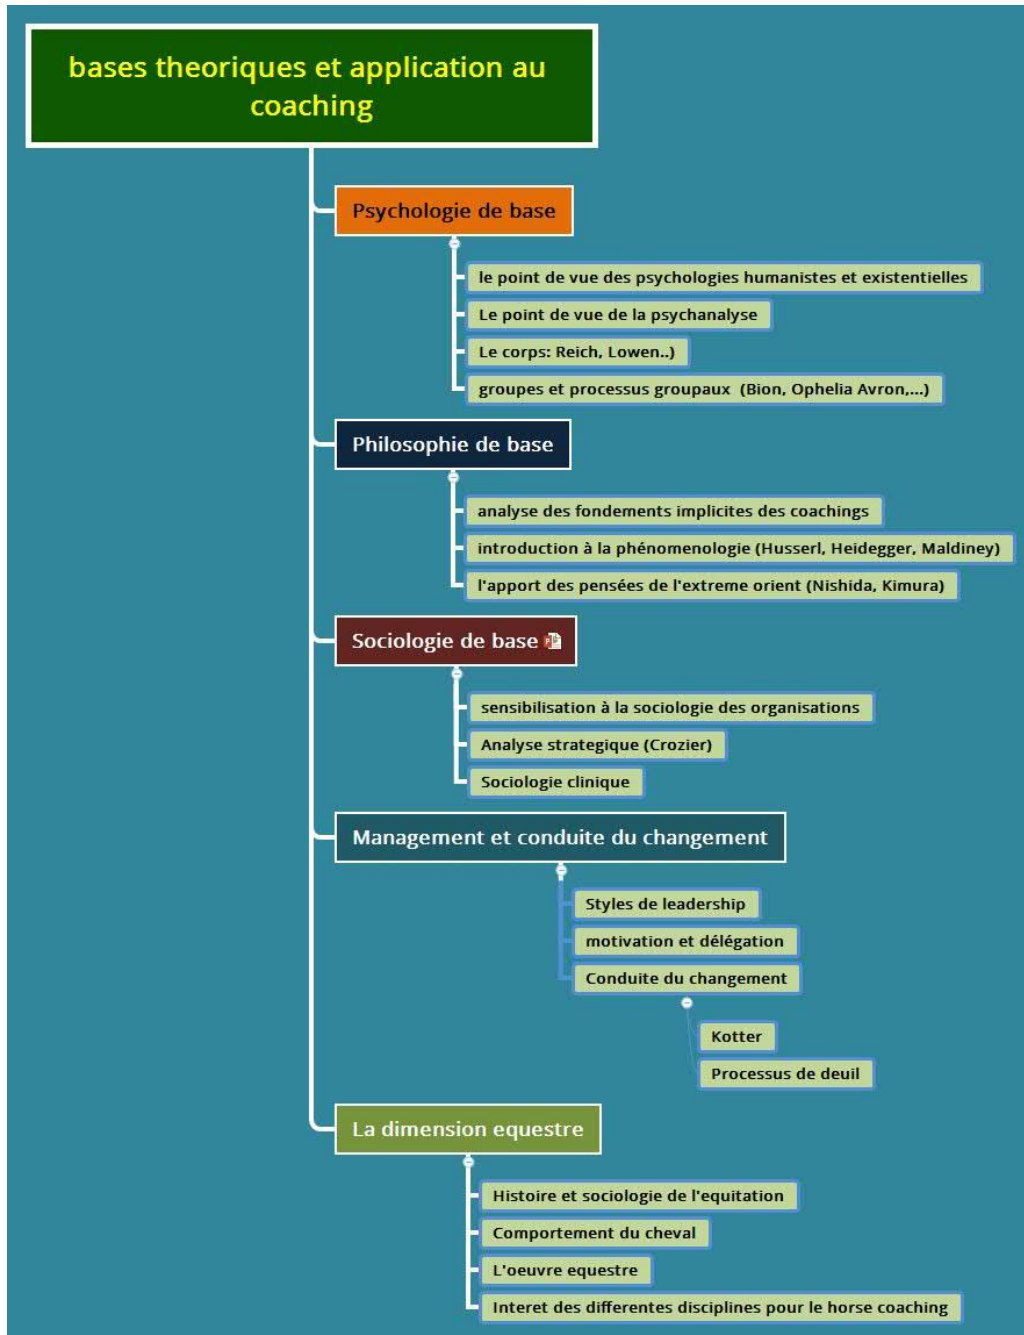 bases theoriques et application au
coaching
Psychologie de base
le point de vue des psychologies humanistes et existentielles
Le point de vue de la psychanalyse
Le corps: Reich, Lowen..)
groupes et processus groupaux  (Bion, Ophelia Avron,...)
Philosophie de base
analyse des fondements implicites des coachings
introduction à la phénomenologie (Husserl, Heidegger, Maldiney)
l'apport des pensées de l'extreme orient (Nishida, Kimura)
Sociologie de base
sensibilisation à la sociologie des organisations
Analyse strategique (Crozier)
Sociologie clinique
Management et conduite du changement
Styles de leadership
motivation et délégation
Conduite du changement
Kotter
Processus de deuil
La dimension equestre
Histoire et sociologie de l'equitation
Comportement du cheval
L'oeuvre equestre
Interet des differentes disciplines pour le horse coaching